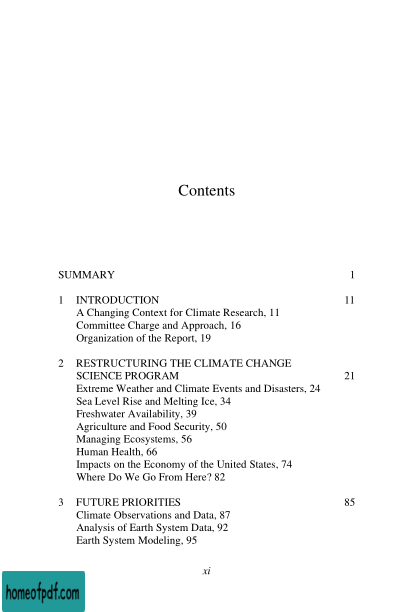 Contents
SUMMARY 1
1 INTRODUCTION 11
A Changing Context for Climate Research, 11
Committee Charge and Approach, 16
Organization of the Report, 19
2 RESTRUCTURING THE CLIMATE CHANGE
SCIENCE PROGRAM 21
Extreme Weather and Climate Events and Disasters, 24
Sea Level Rise and Melting Ice, 34
Freshwater Availability, 39
Agriculture and Food Security, 50
Managing Ecosystems, 56
Human Health, 66
Impacts on the Economy of the United States, 74
Where Do We Go From Here? 82
3 FUTURE PRIORITIES 85
Climate Observations and Data, 87
Analysis of Earth System Data, 92
Earth System Modeling, 95
xi
homeofpdf.com